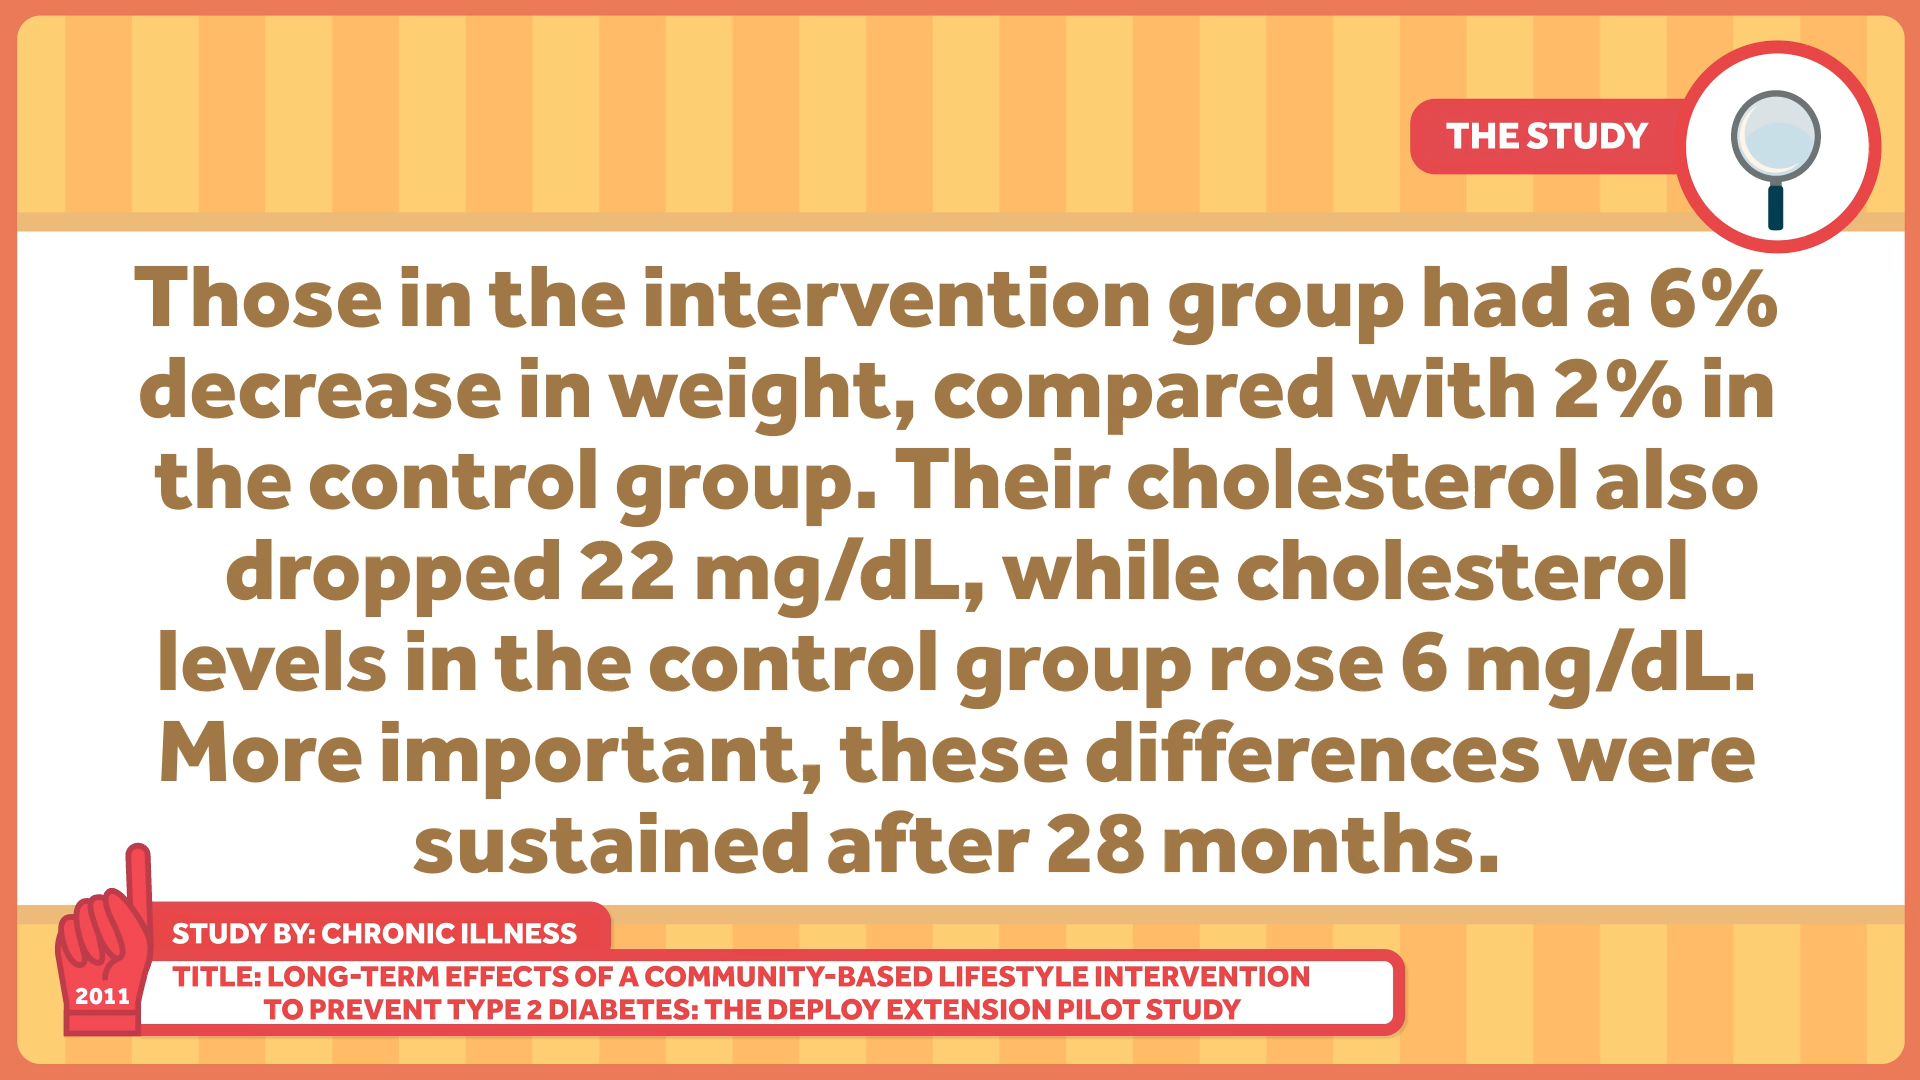 THE STUDY
Those in the intervention group had a 6%
decrease in weight, compared with 2% in
the control group. Their cholesterol also
dropped 22 mg/dL, while cholesterol
levels in the control group rose 6 mg/dL.
More important, these differences were
sustained after 28 months.
STUDY BY: CHRONIC ILLNESS
TITLE: LONG-TERM EFFECTS OF A COMMUNITY-BASED LIFESTYLE INTERVENTION
TO PREVENT TYPE 2 DIABETES: THE DEPLOY EXTENSION PILOT STUDY
2011